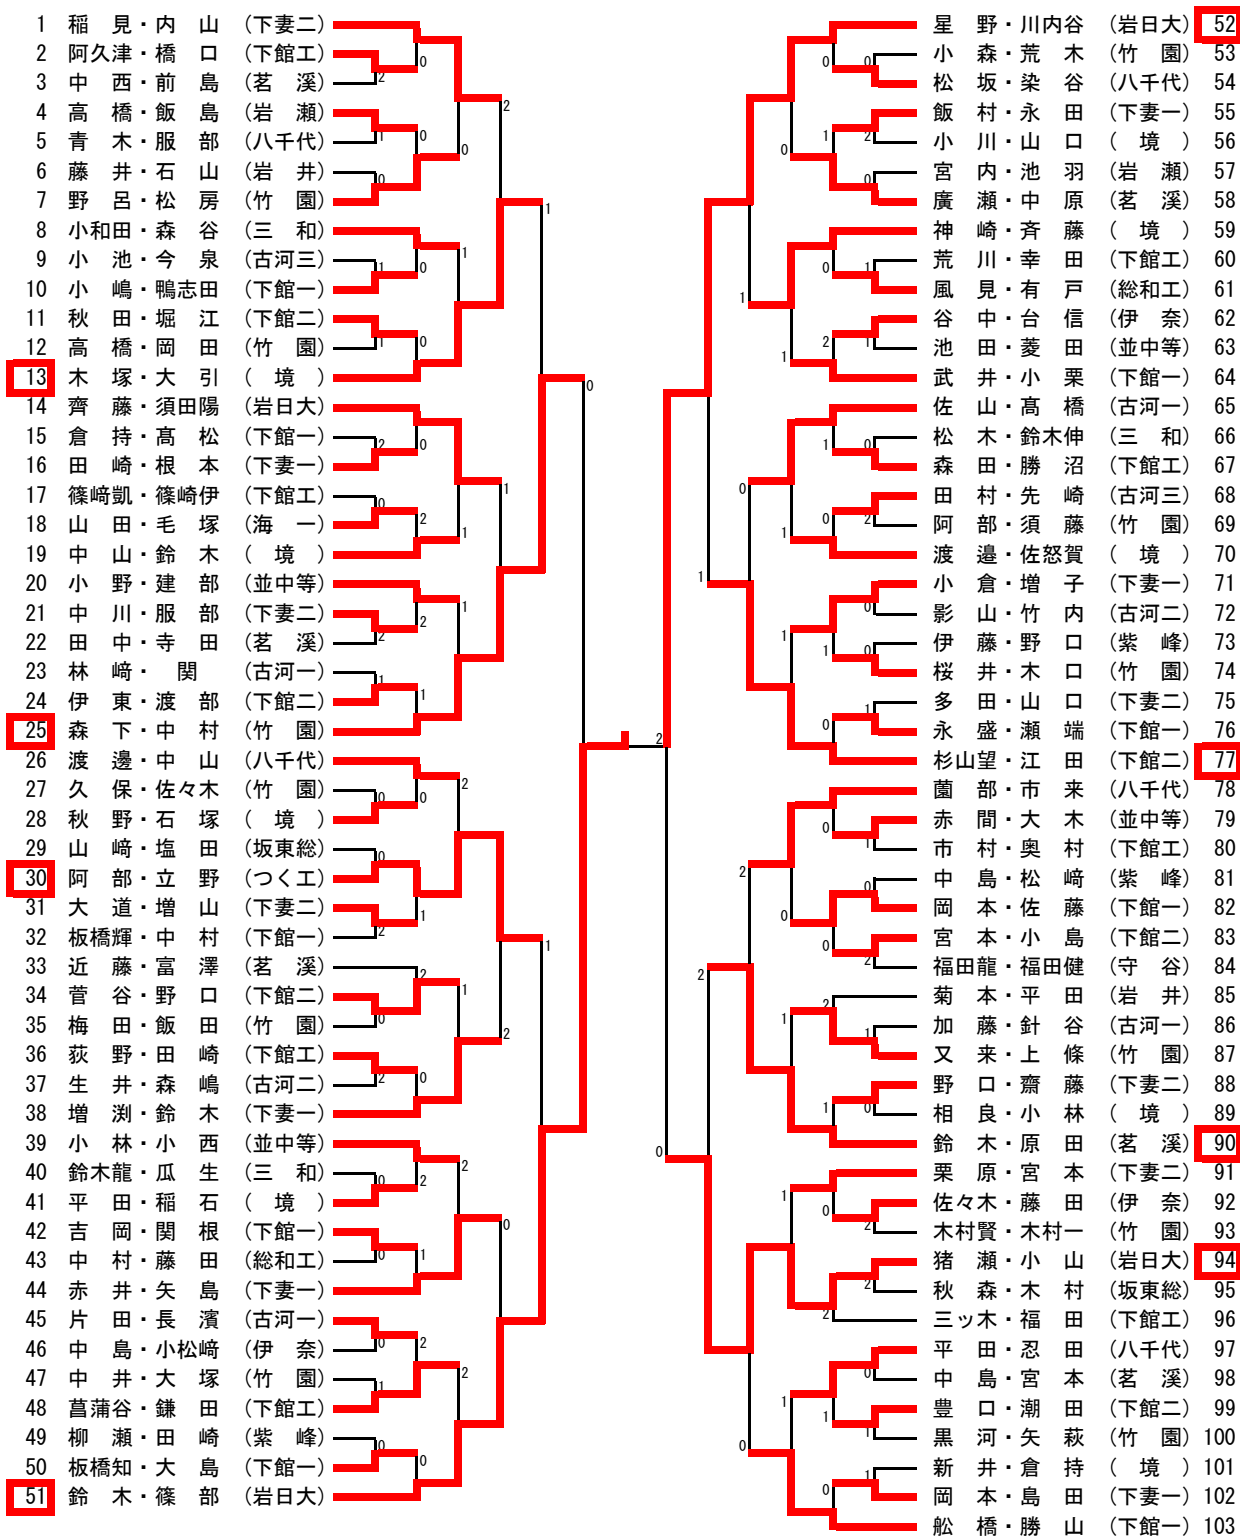 1 稲見・内山 (下妻二)
2 阿久津・橋口 (下館工)
3 中西・前島 (茗溪)
4 高橋・飯島 (岩瀬)
5 青木・服部 (八千代)
6 藤井・石山 (岩井)
7 野呂・松房 (竹園)
8 小和田・森谷 (三和)
9 小池・今泉 (古河三)
10 小嶋・鴨志田 (下館一)
11 秋田・堀江 (下館二)
12 高橋・岡田 (竹園)
13 木塚・大引 (境)
14 齊藤・須田陽 (岩日大)
15 倉持・髙松 (下館一)
16 田崎・根本 (下妻一)
17 篠﨑凱・篠崎伊 (下館工)
18 山田・毛塚 (海一)
19 中山・鈴木 (境)
20 小野・建部 (並中等)
21 中川・服部 (下妻二)
22 田中・寺田 (茗溪)
23 林﨑・関 (古河一)
24 伊東・渡部 (下館二)
25 森下・中村 (竹園)
26 渡邊・中山 (八千代)
27 久保・佐々木 (竹園)
28 秋野・石塚 (境)
29 山﨑・塩田 (坂東総)
30 阿部・立野 (つく工)
31 大道・増山 (下妻二)
32 板橋輝・中村 (下館一)
33 近藤・富澤 (茗溪)
34 菅谷・野口 (下館二)
35 梅田・飯田 (竹園)
36 荻野・田崎 (下館工)
37 生井・森嶋 (古河二)
38 増渕・鈴木 (下妻一)
39 小林・小西 (並中等)
40 鈴木龍・瓜生 (三和)
41 平田・稲石 (境)
42 吉岡・関根 (下館一)
43 中村・藤田 (総和工)
44 赤井・矢島 (下妻一)
45 片田・長濱 (古河一)
46 中島・小松﨑 (伊奈)
47 中井・大塚 (竹園)
48 菖蒲谷・鎌田 (下館工)
49 柳瀬・田崎 (紫峰)
50 板橋知・大島 (下館一)
51 鈴木・篠部 (岩日大)
星野・川内谷 (岩日大) 52
小森・荒木 (竹園) 53
松坂・染谷 (八千代) 54
飯村・永田 (下妻一) 55
小川・山口 (境) 56
宮内・池羽 (岩瀬) 57
廣瀬・中原 (茗溪) 58
神崎・斉藤 (境) 59
荒川・幸田 (下館工) 60
風見・有戸 (総和工) 61
谷中・台信 (伊奈) 62
池田・菱田 (並中等) 63
武井・小栗 (下館一) 64
佐山・髙橋 (古河一) 65
松木・鈴木伸 (三和) 66
森田・勝沼 (下館工) 67
田村・先崎 (古河三) 68
阿部・須藤 (竹園) 69
渡邉・佐怒賀 (境) 70
小倉・増子 (下妻一) 71
影山・竹内 (古河二) 72
伊藤・野口 (紫峰) 73
桜井・木口 (竹園) 74
多田・山口 (下妻二) 75
永盛・瀬端 (下館一) 76
杉山望・江田 (下館二) 77
薗部・市来 (八千代) 78
赤間・大木 (並中等) 79
市村・奥村 (下館工) 80
中島・松﨑 (紫峰) 81
岡本・佐藤 (下館一) 82
宮本・小島 (下館二) 83
福田龍・福田健 (守谷) 84
菊本・平田 (岩井) 85
加藤・針谷 (古河一) 86
又来・上條 (竹園) 87
野口・齋藤 (下妻二) 88
相良・小林 (境) 89
鈴木・原田 (茗溪) 90
栗原・宮本 (下妻二) 91
佐々木・藤田 (伊奈) 92
木村賢・木村一 (竹園) 93
猪瀬・小山 (岩日大) 94
秋森・木村 (坂東総) 95
三ッ木・福田 (下館工) 96
平田・忍田 (八千代) 97
中島・宮本 (茗溪) 98
豊口・潮田 (下館二) 99
黒河・矢萩 (竹園) 100
新井・倉持 (境) 101
岡本・島田 (下妻一) 102
舩橋・勝山 (下館一) 103